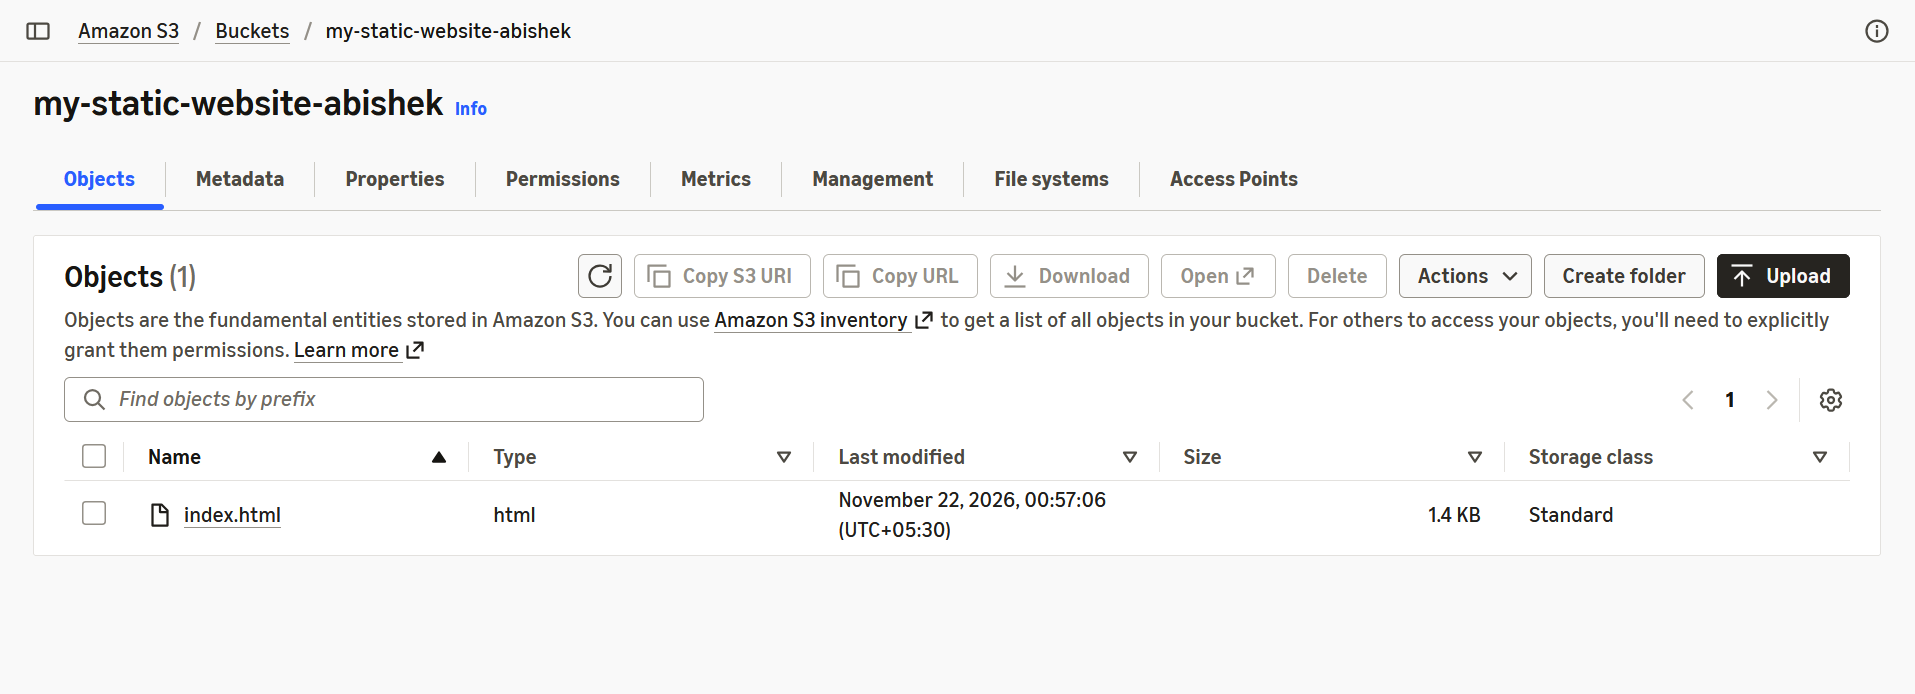 Amazon S3 / Buckets / my-static-website-abishek
my-static-website-abishek Info
Objects Metadata Properties Permissions Metrics Management File systems Access Points
Objects (1) Copy S3 URI Copy URL Download Open Delete Actions Create folder Upload
Objects are the fundamental entities stored in Amazon S3. You can use Amazon S3 inventory to get a list of all objects in your bucket. For others to access your objects, you'll need to explicitly
grant them permissions. Learn more
Find objects by prefix 1
Name Type Last modified Size Storage class
index.html html November 22, 2026, 00:57:06 1.4 KB Standard
(UTC+05:30)